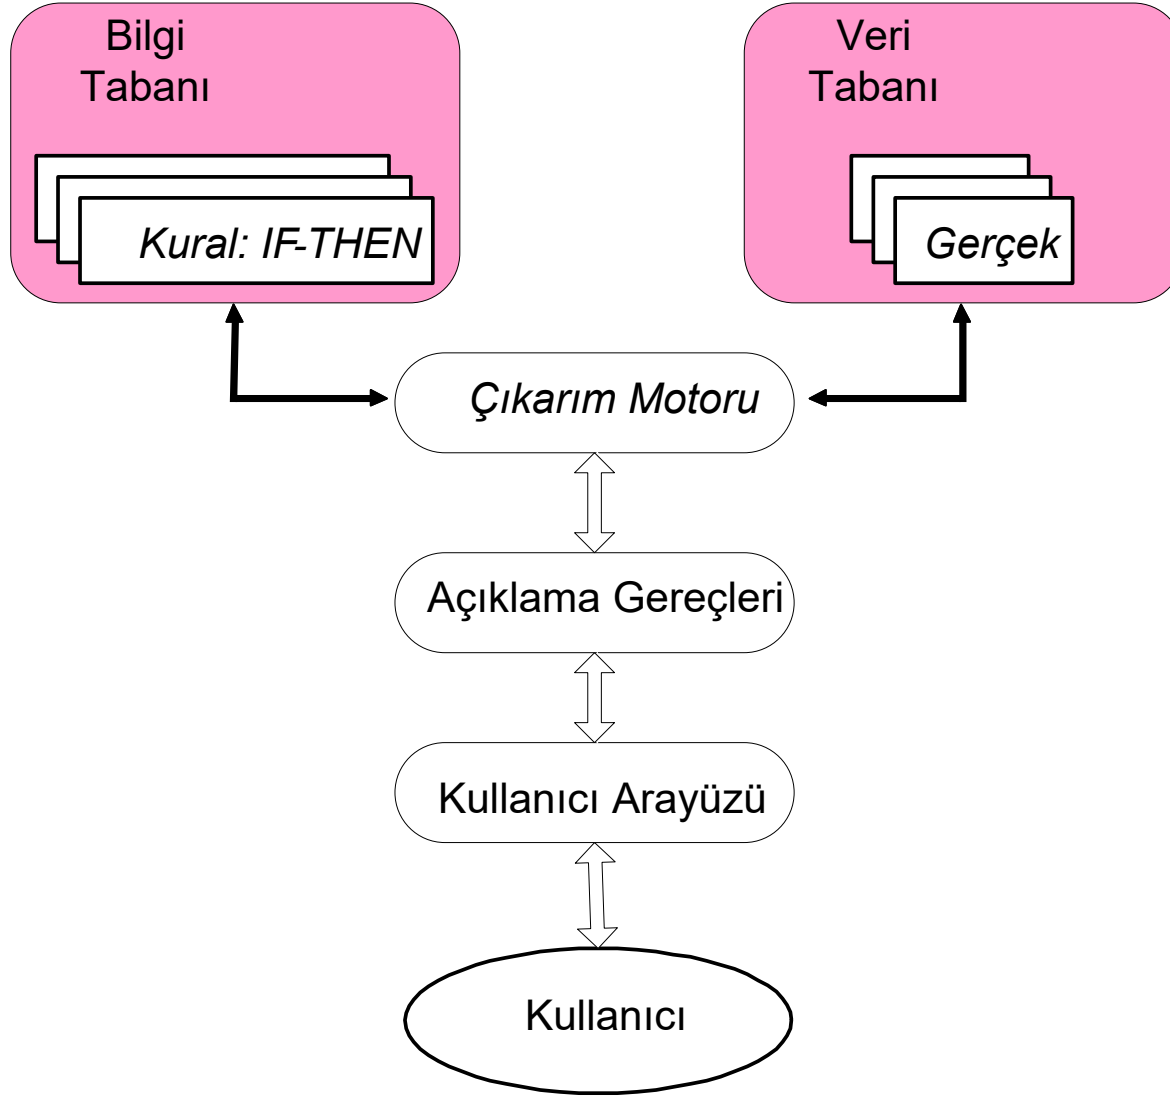 Bilgi
Tabanı
Kural: IF-THEN
Veri
Tabanı
Gerçek
Çıkarım Motoru
Açıklama Gereçleri
Kullanıcı Arayüzü
Kullanıcı